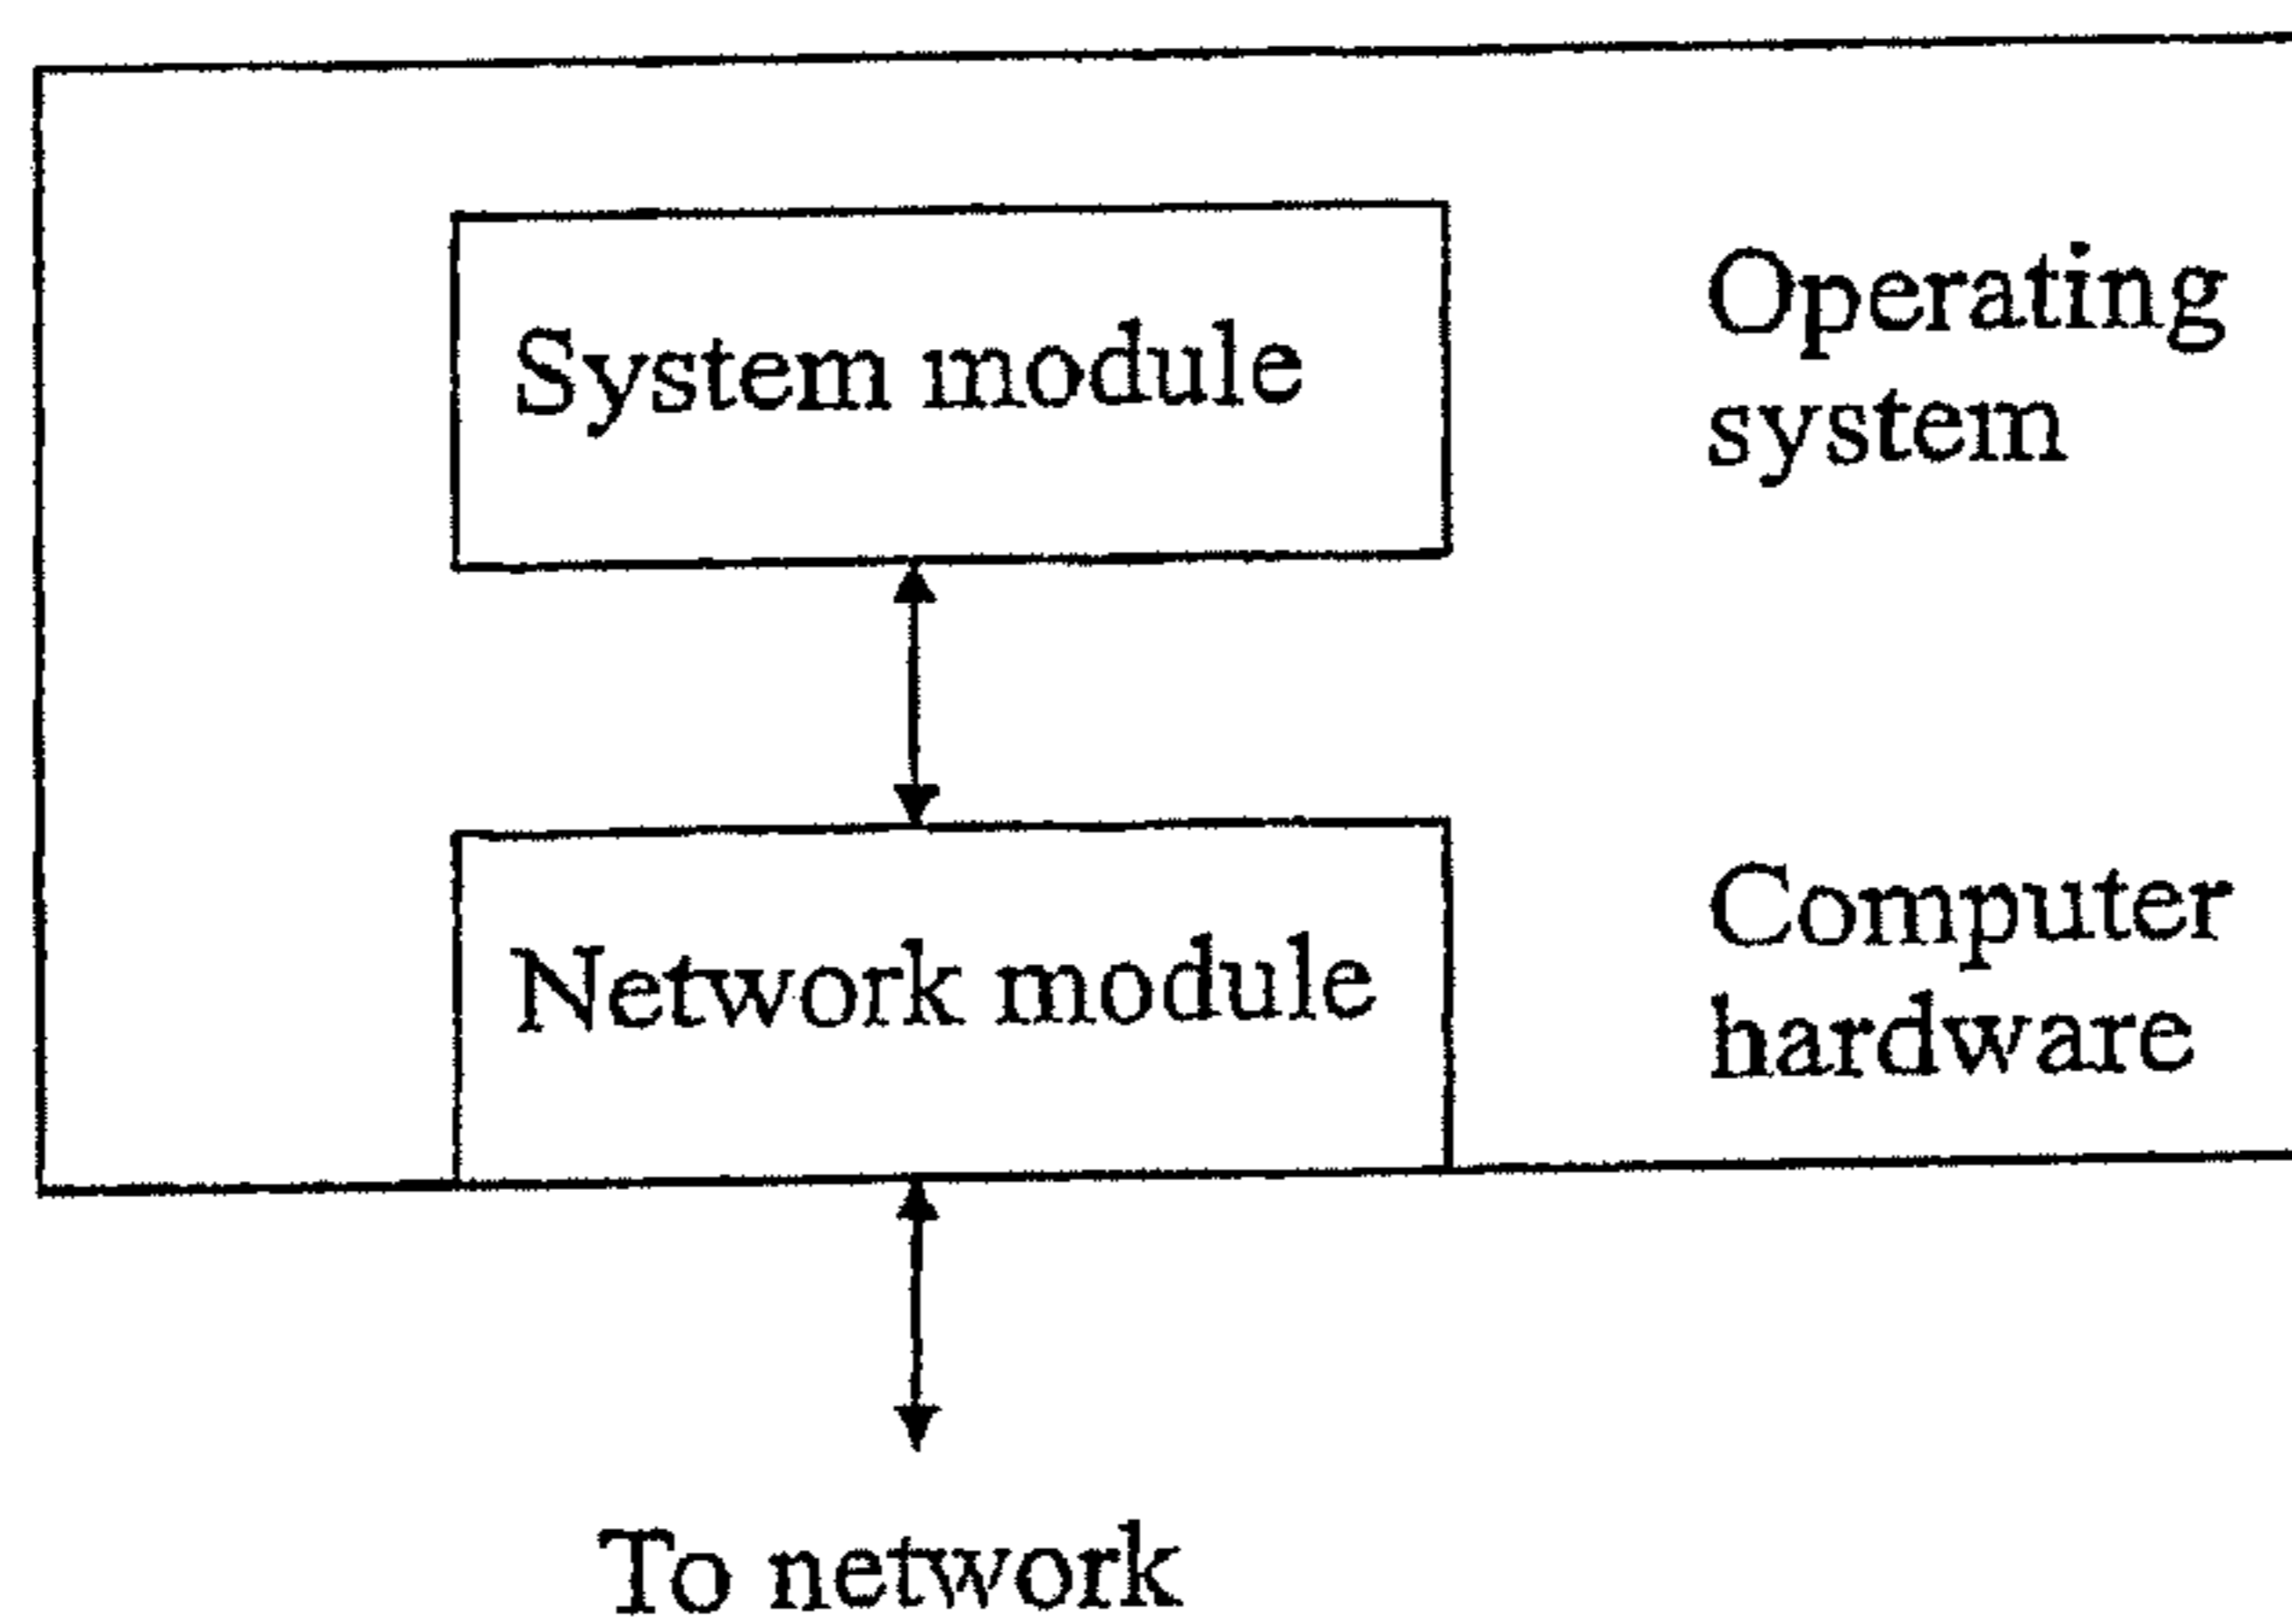 System module
Operating
system
Network module
Computer
hardware
To network